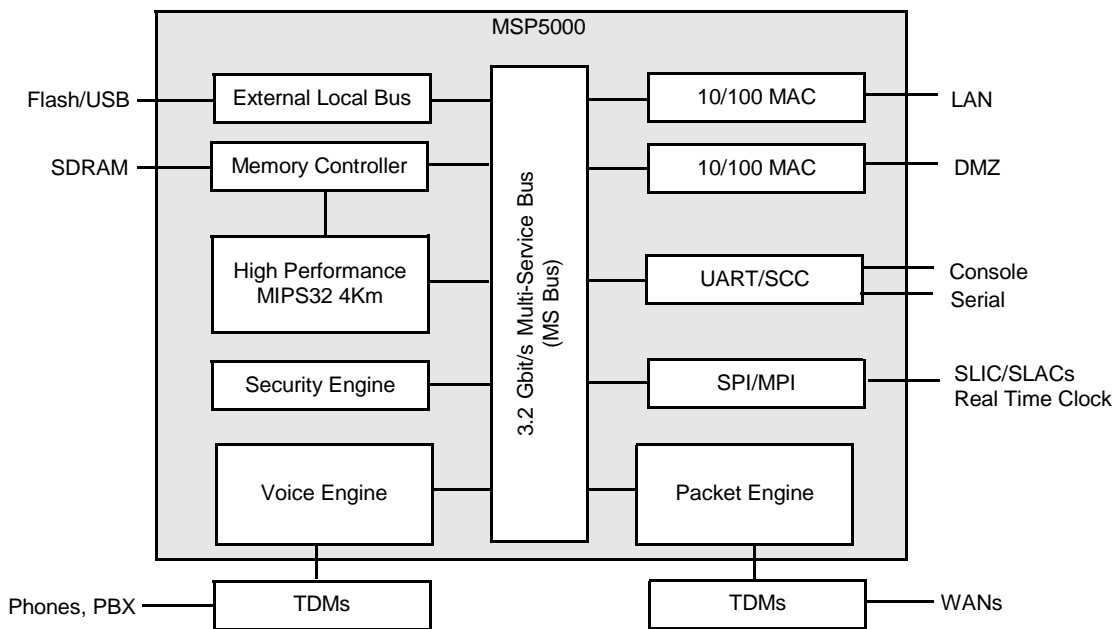 MSP5000
Flash/USB
External Local Bus
10/100 MAC
LAN
SDRAM
Memory Controller
10/100 MAC
DMZ
High Performance
MIPS32 4Km
3.2 Gbit/s Multi-Service Bus
(MS Bus)
UART/SCC
Console
Serial
Security Engine
SPI/MPI
SLIC/SLACs
Real Time Clock
Voice Engine
Packet Engine
Phones, PBX
TDMs
TDMs
WANs